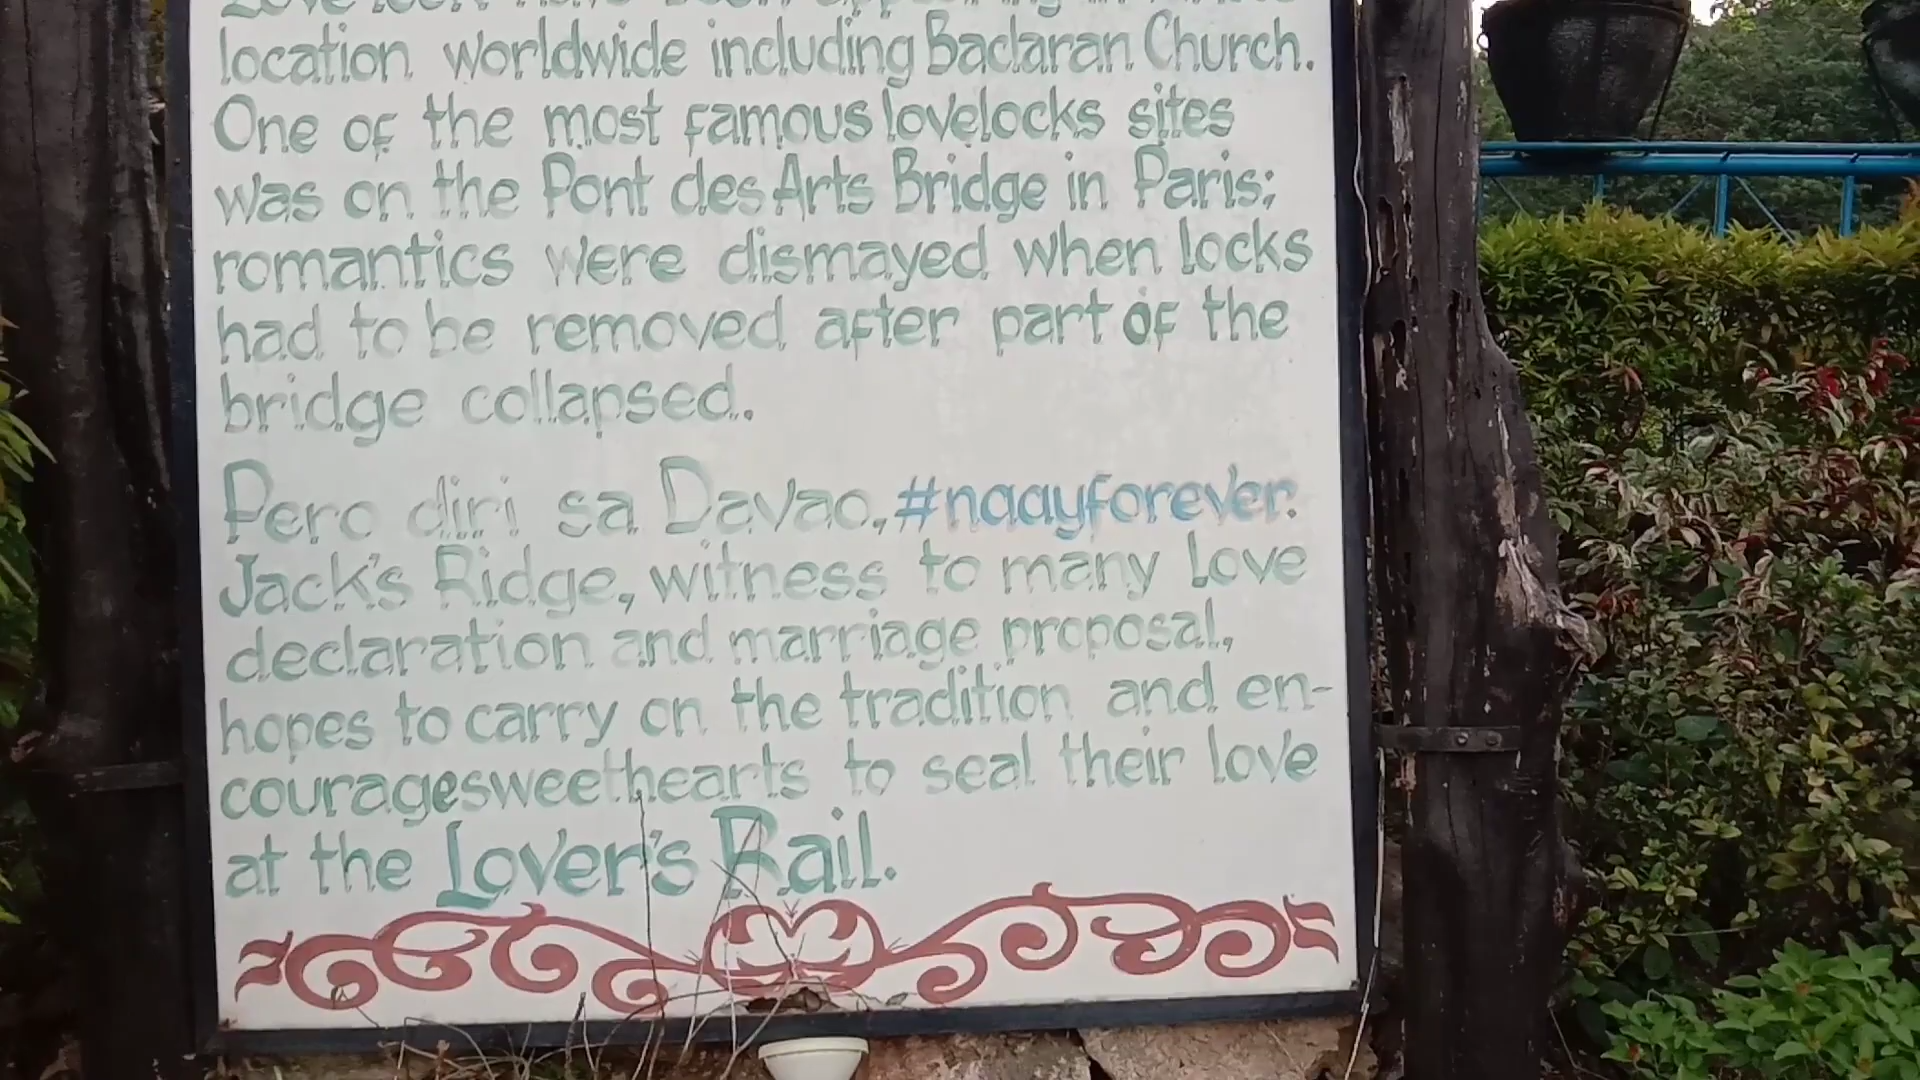 location worldwide including Baclaran Church.
One of the most famous lovelocks sites
was on the Pont des Arts Bridge in Paris;
romantics were dismayed when locks
had to be removed after part of the
bridge collapsed.
Pero diri sa Davao, #naayforever.
Jack's Ridge, witness to many love
declaration and marriage proposal,
hopes to carry on the tradition and en-
couragesweethearts to seal their love
at the Lover's Rail.